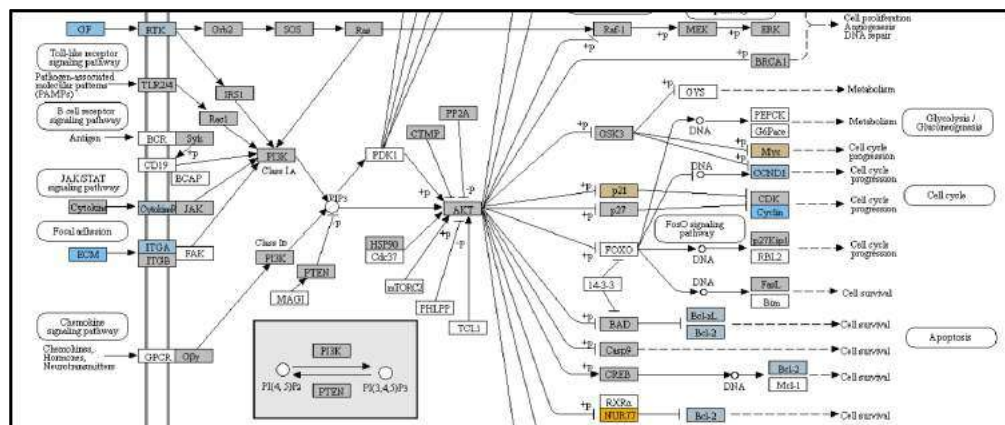 GF
RTK
Grb2
SOS
Ras
Raf-1
MEK
ERK
Cell proliferation
Angiogenesis
DNA repair
+p
+p
+p
BRCA1
+p
Toll-like receptor
signaling pathway
Pathogen-associated
molecular patterns
(PAMPs)
TLR2/4
IRS1
Rac1
B cell receptor
signaling pathway
Antigen
BCR
Syk
+p
CD19
BCAP
PI3K
Class IA
JAK/STAT
signaling pathway
Cytokine
CytokineR
JAK
Focal adhesion
ECM
ITGA
ITGB
FAK
Chemokine
signaling pathway
Chemokines,
Hormones,
Neurotransmitters
GPCR
Gβγ
Class IB
PI3K
PTEN
MAGI
PIPs
-p
PDK1
CTMP
PP2A
+p
-p
AKT
HSP90
Cdc37
+p
-p
mTORC2
PHLPP
TCL1
PI3K
PI(4,5)P2
PI(3,4,5)P3
PTEN
GYS
Metabolism
+p
GSK3
DNA
PEPCK
G6Pase
Metabolism
Glycolysis /
Gluconeogenesis
Myc
Cell cycle
progression
DNA
CCND1
Cell cycle
progression
+p
p21
+p
p27
CDK
Cyclin
Cell cycle
progression
Cell cycle
+p
FOXO
FoxO signaling
pathway
DNA
p27Kip1
RBL2
Cell cycle
progression
14-3-3
DNA
FasL
Bim
Cell survival
+p
BAD
Bcl-xL
Bcl-2
Cell survival
Apoptosis
+p
Casp9
Cell survival
+p
CREB
DNA
Bcl-2
Mcl-1
Cell survival
+p
RXRα
NUR77
Bcl-2
Cell survival